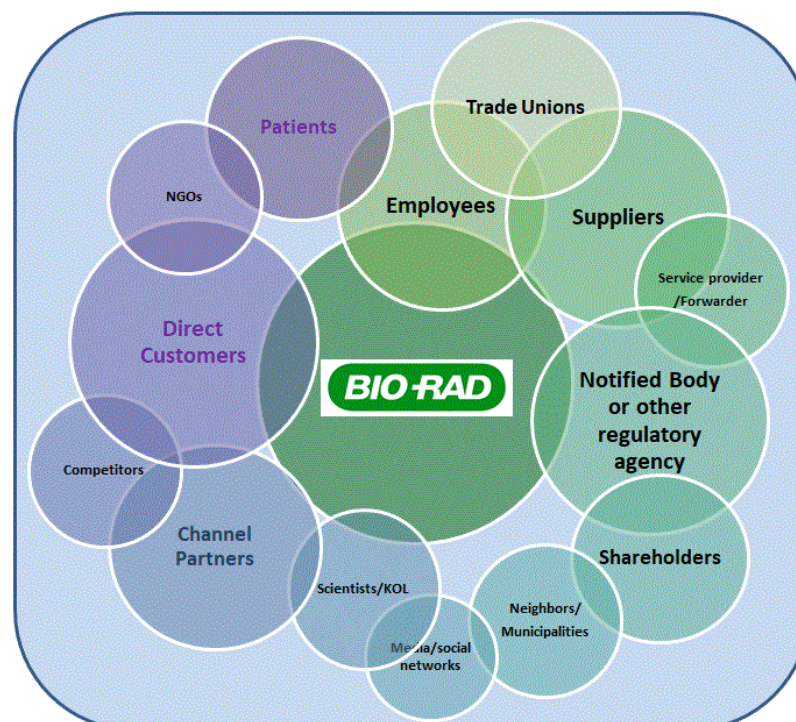 Patients
Trade Unions
NGOs
Employees
Suppliers
Service provider
/Forwarder
Direct
Customers
BIO-RAD
Notified Body
or other
regulatory
agency
Competitors
Channel
Partners
Shareholders
Scientists/KOL
Neighbors/
Municipalities
Media/social
networks